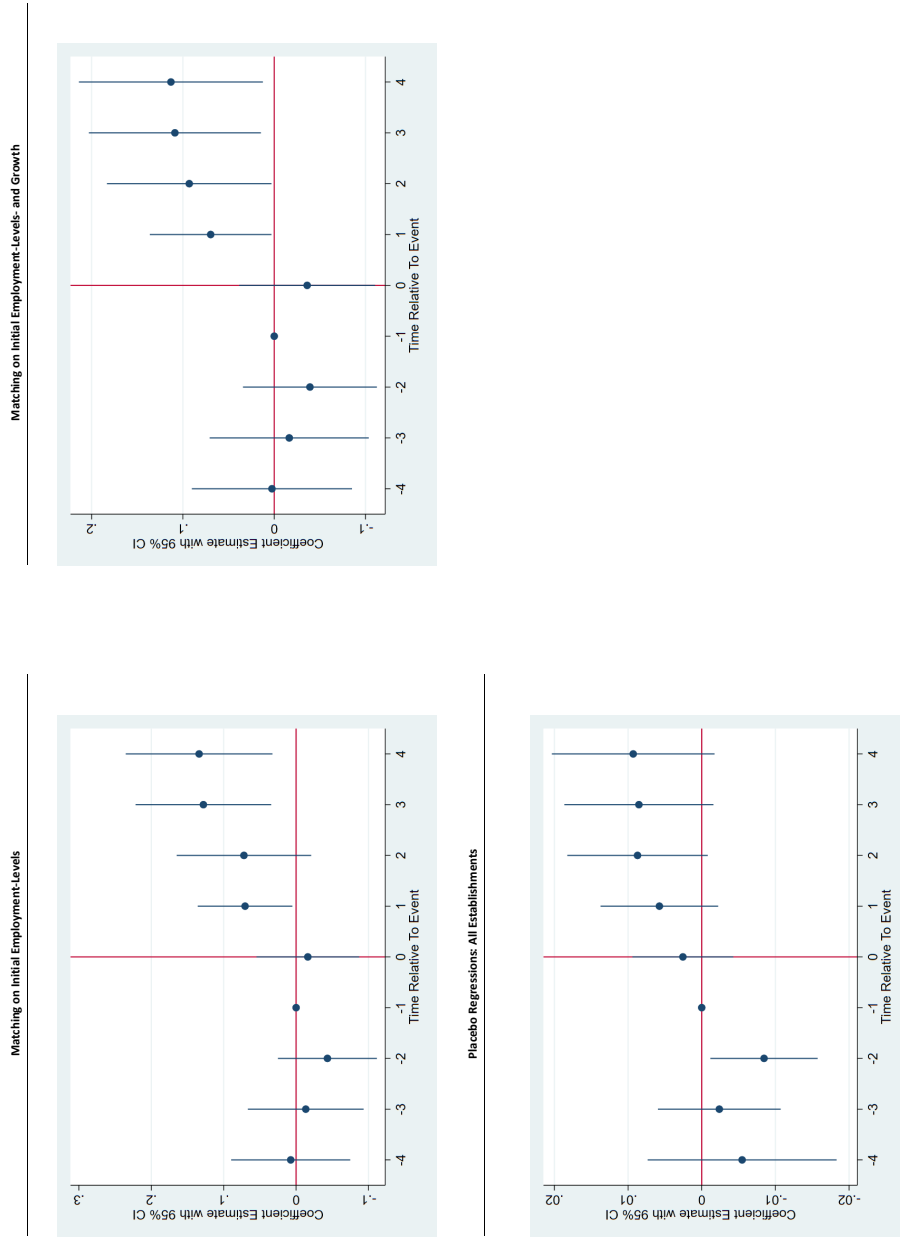 Matching on Initial Employment-Levels
Coefficient Estimate with 95% CI
.3
.2
.1
0
-.1
-4 -3 -2 -1 0 1 2 3 4
Time Relative To Event
Matching on Initial Employment-Levels- and Growth
Coefficient Estimate with 95% CI
.2
.1
0
-.1
-4 -3 -2 -1 0 1 2 3 4
Time Relative To Event
Placebo Regressions: All Establishments
Coefficient Estimate with 95% CI
.02
.01
0
-.01
-.02
-4 -3 -2 -1 0 1 2 3 4
Time Relative To Event